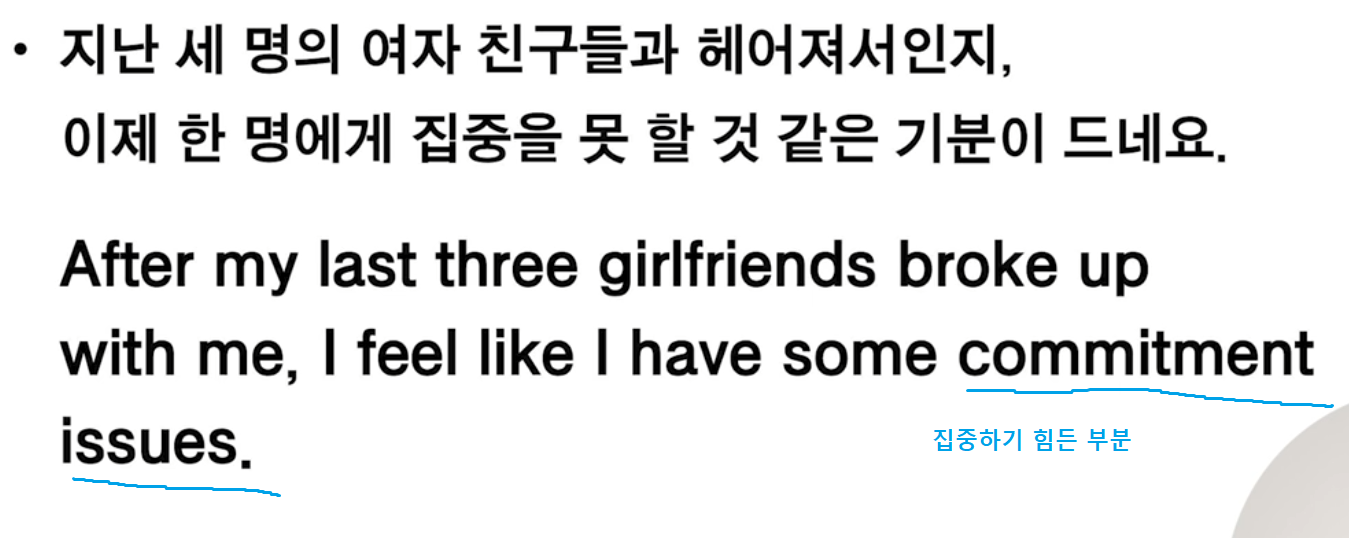 • 지난 세 명의 여자 친구들과 헤어져서인지,
이제 한 명에게 집중을 못 할 것 같은 기분이 드네요.
After my last three girlfriends broke up
with me, I feel like I have some commitment
issues.
집중하기 힘든 부분